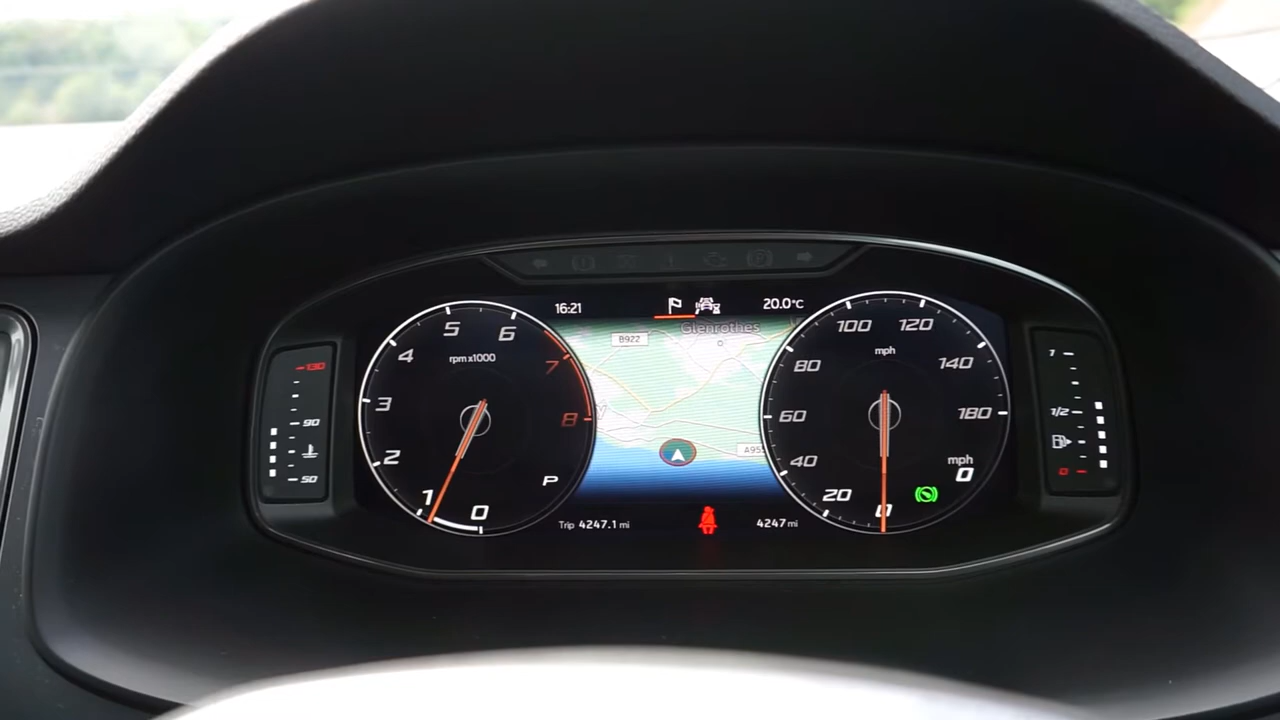 16:21
20.0°C
Glenrothes
B922
A95
rpm x1000
0
1
2
3
4
5
6
7
8
P
mph
0
20
40
60
80
100
120
140
180
mph
0
130
90
50
1
1/2
0
Trip 4247.1 mi
4247 mi